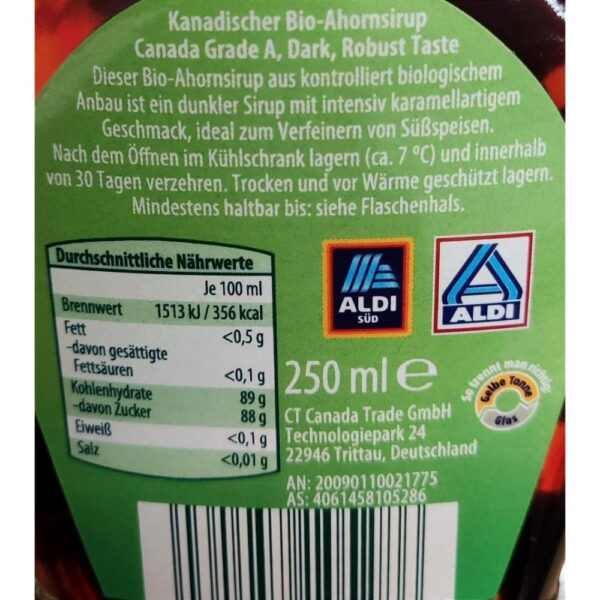 Kanadischer Bio-Ahornsirup
Canada Grade A, Dark, Robust Taste
Dieser Bio-Ahornsirup aus kontrolliert biologischem
Anbau ist ein dunkler Sirup mit intensiv karamellartigem
Geschmack, ideal zum Verfeinern von Süßspeisen.
Nach dem Öffnen im Kühlschrank lagern (ca. 7 ºC) und innerhalb
von 30 Tagen verzehren. Trocken und vor Wärme geschützt lagern.
Mindestens haltbar bis: siehe Flaschenhals.
Durchschnittliche Nährwerte
Je 100 ml
Brennwert 1513 kJ / 356 kcal
Fett <0,5 g
-davon gesättigte
Fettsäuren <0,1 g
Kohlenhydrate 89 g
-davon Zucker 88 g
Eiweiß <0,1 g
Salz <0,01 g
ALDI
SÜD
ALDI
250 ml e
So trennt man richtig:
Gelbe Tonne
Glas
CT Canada Trade GmbH
Technologiepark 24
22946 Trittau, Deutschland
AN: 20090110021775
AS: 4061458105286